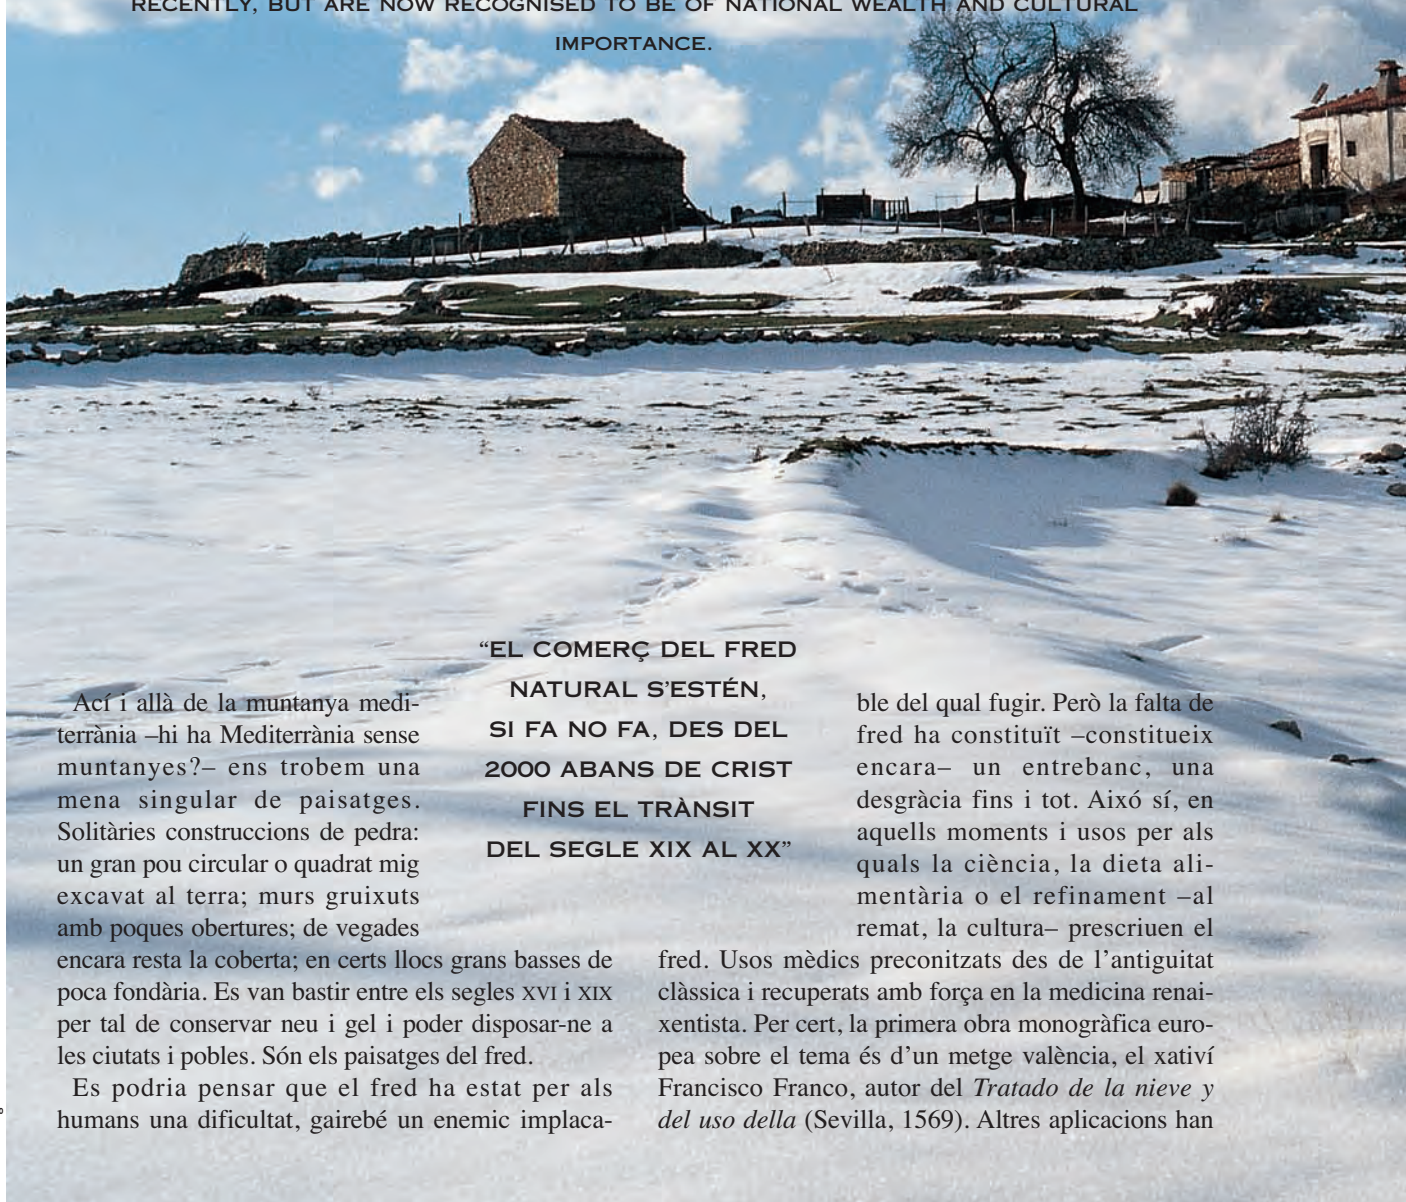 RECENTLY, BUT ARE NOW RECOGNISED TO BE OF NATIONAL WEALTH AND CULTURAL
IMPORTANCE.
Ací i allà de la muntanya medi-
terrània –hi ha Mediterrània sense
muntanyes?– ens trobem una
mena singular de paisatges.
Solitàries construccions de pedra:
un gran pou circular o quadrat mig
excavat al terra; murs gruixuts
amb poques obertures; de vegades
encara resta la coberta; en certs llocs grans basses de
poca fondària. Es van bastir entre els segles XVI i XIX
per tal de conservar neu i gel i poder disposar-ne a
les ciutats i pobles. Són els paisatges del fred.
Es podria pensar que el fred ha estat per als
humans una dificultat, gairebé un enemic implaca-
“EL COMERÇ DEL FRED
NATURAL S’ESTÉN,
SI FA NO FA, DES DEL
2000 ABANS DE CRIST
FINS EL TRÀNSIT
DEL SEGLE XIX AL XX”
ble del qual fugir. Però la falta de
fred ha constituït –constitueix
encara– un entrebanc, una
desgràcia fins i tot. Aixó sí, en
aquells moments i usos per als
quals la ciència, la dieta ali-
mentària o el refinament –al
remat, la cultura– prescriuen el
fred. Usos mèdics preconitzats des de l’antiguitat
clàssica i recuperats amb força en la medicina renai-
xentista. Per cert, la primera obra monogràfica euro-
pea sobre el tema és d’un metge valència, el xativí
Francisco Franco, autor del Tratado de la nieve y
del uso della (Sevilla, 1569). Altres aplicacions han